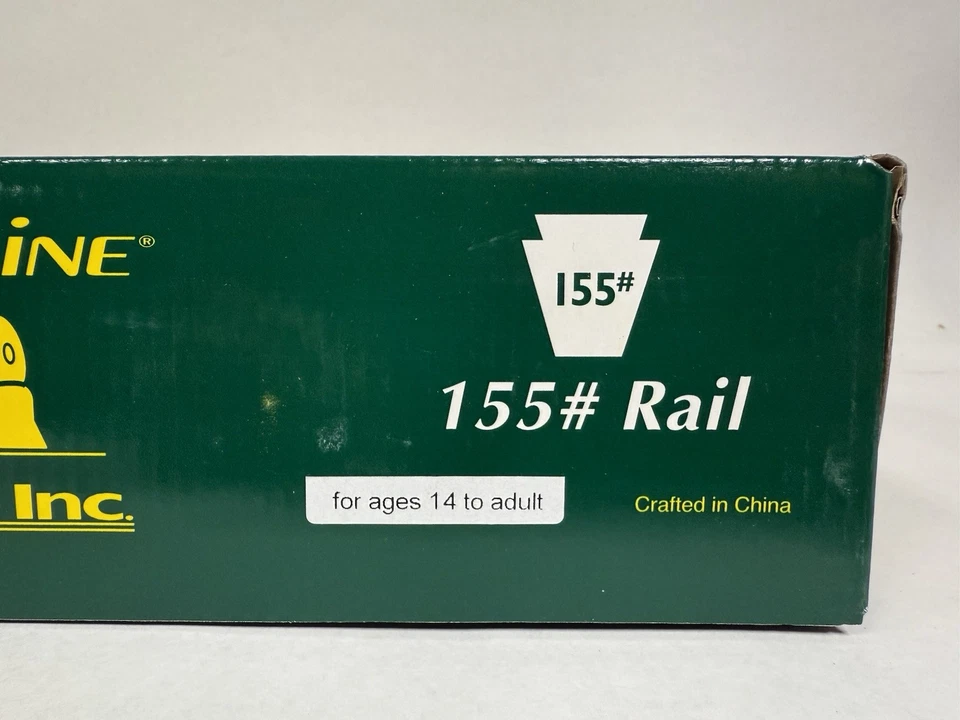 iNE®
155#
155# Rail
Inc.
for ages 14 to adult
Crafted in China